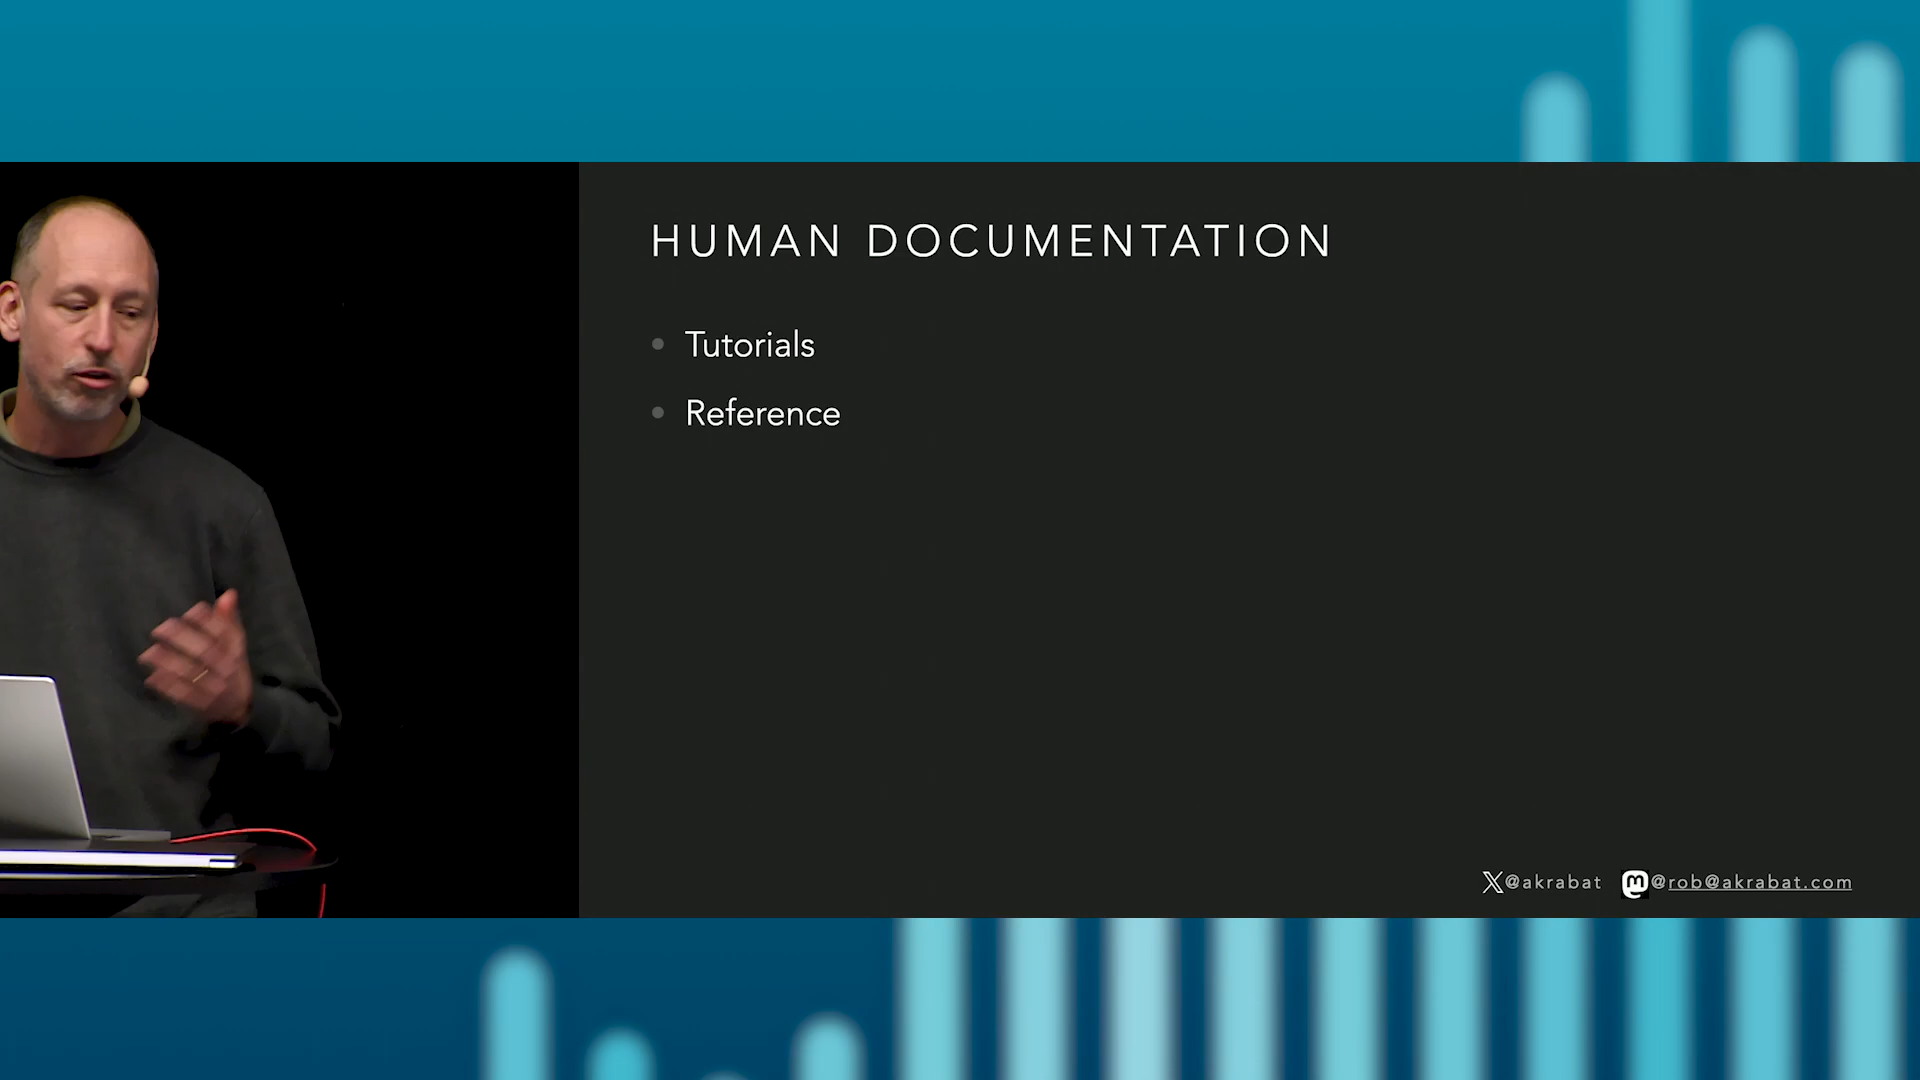 HUMAN DOCUMENTATION
• Tutorials
• Reference
X@akrabat m@rob@akrabat.com